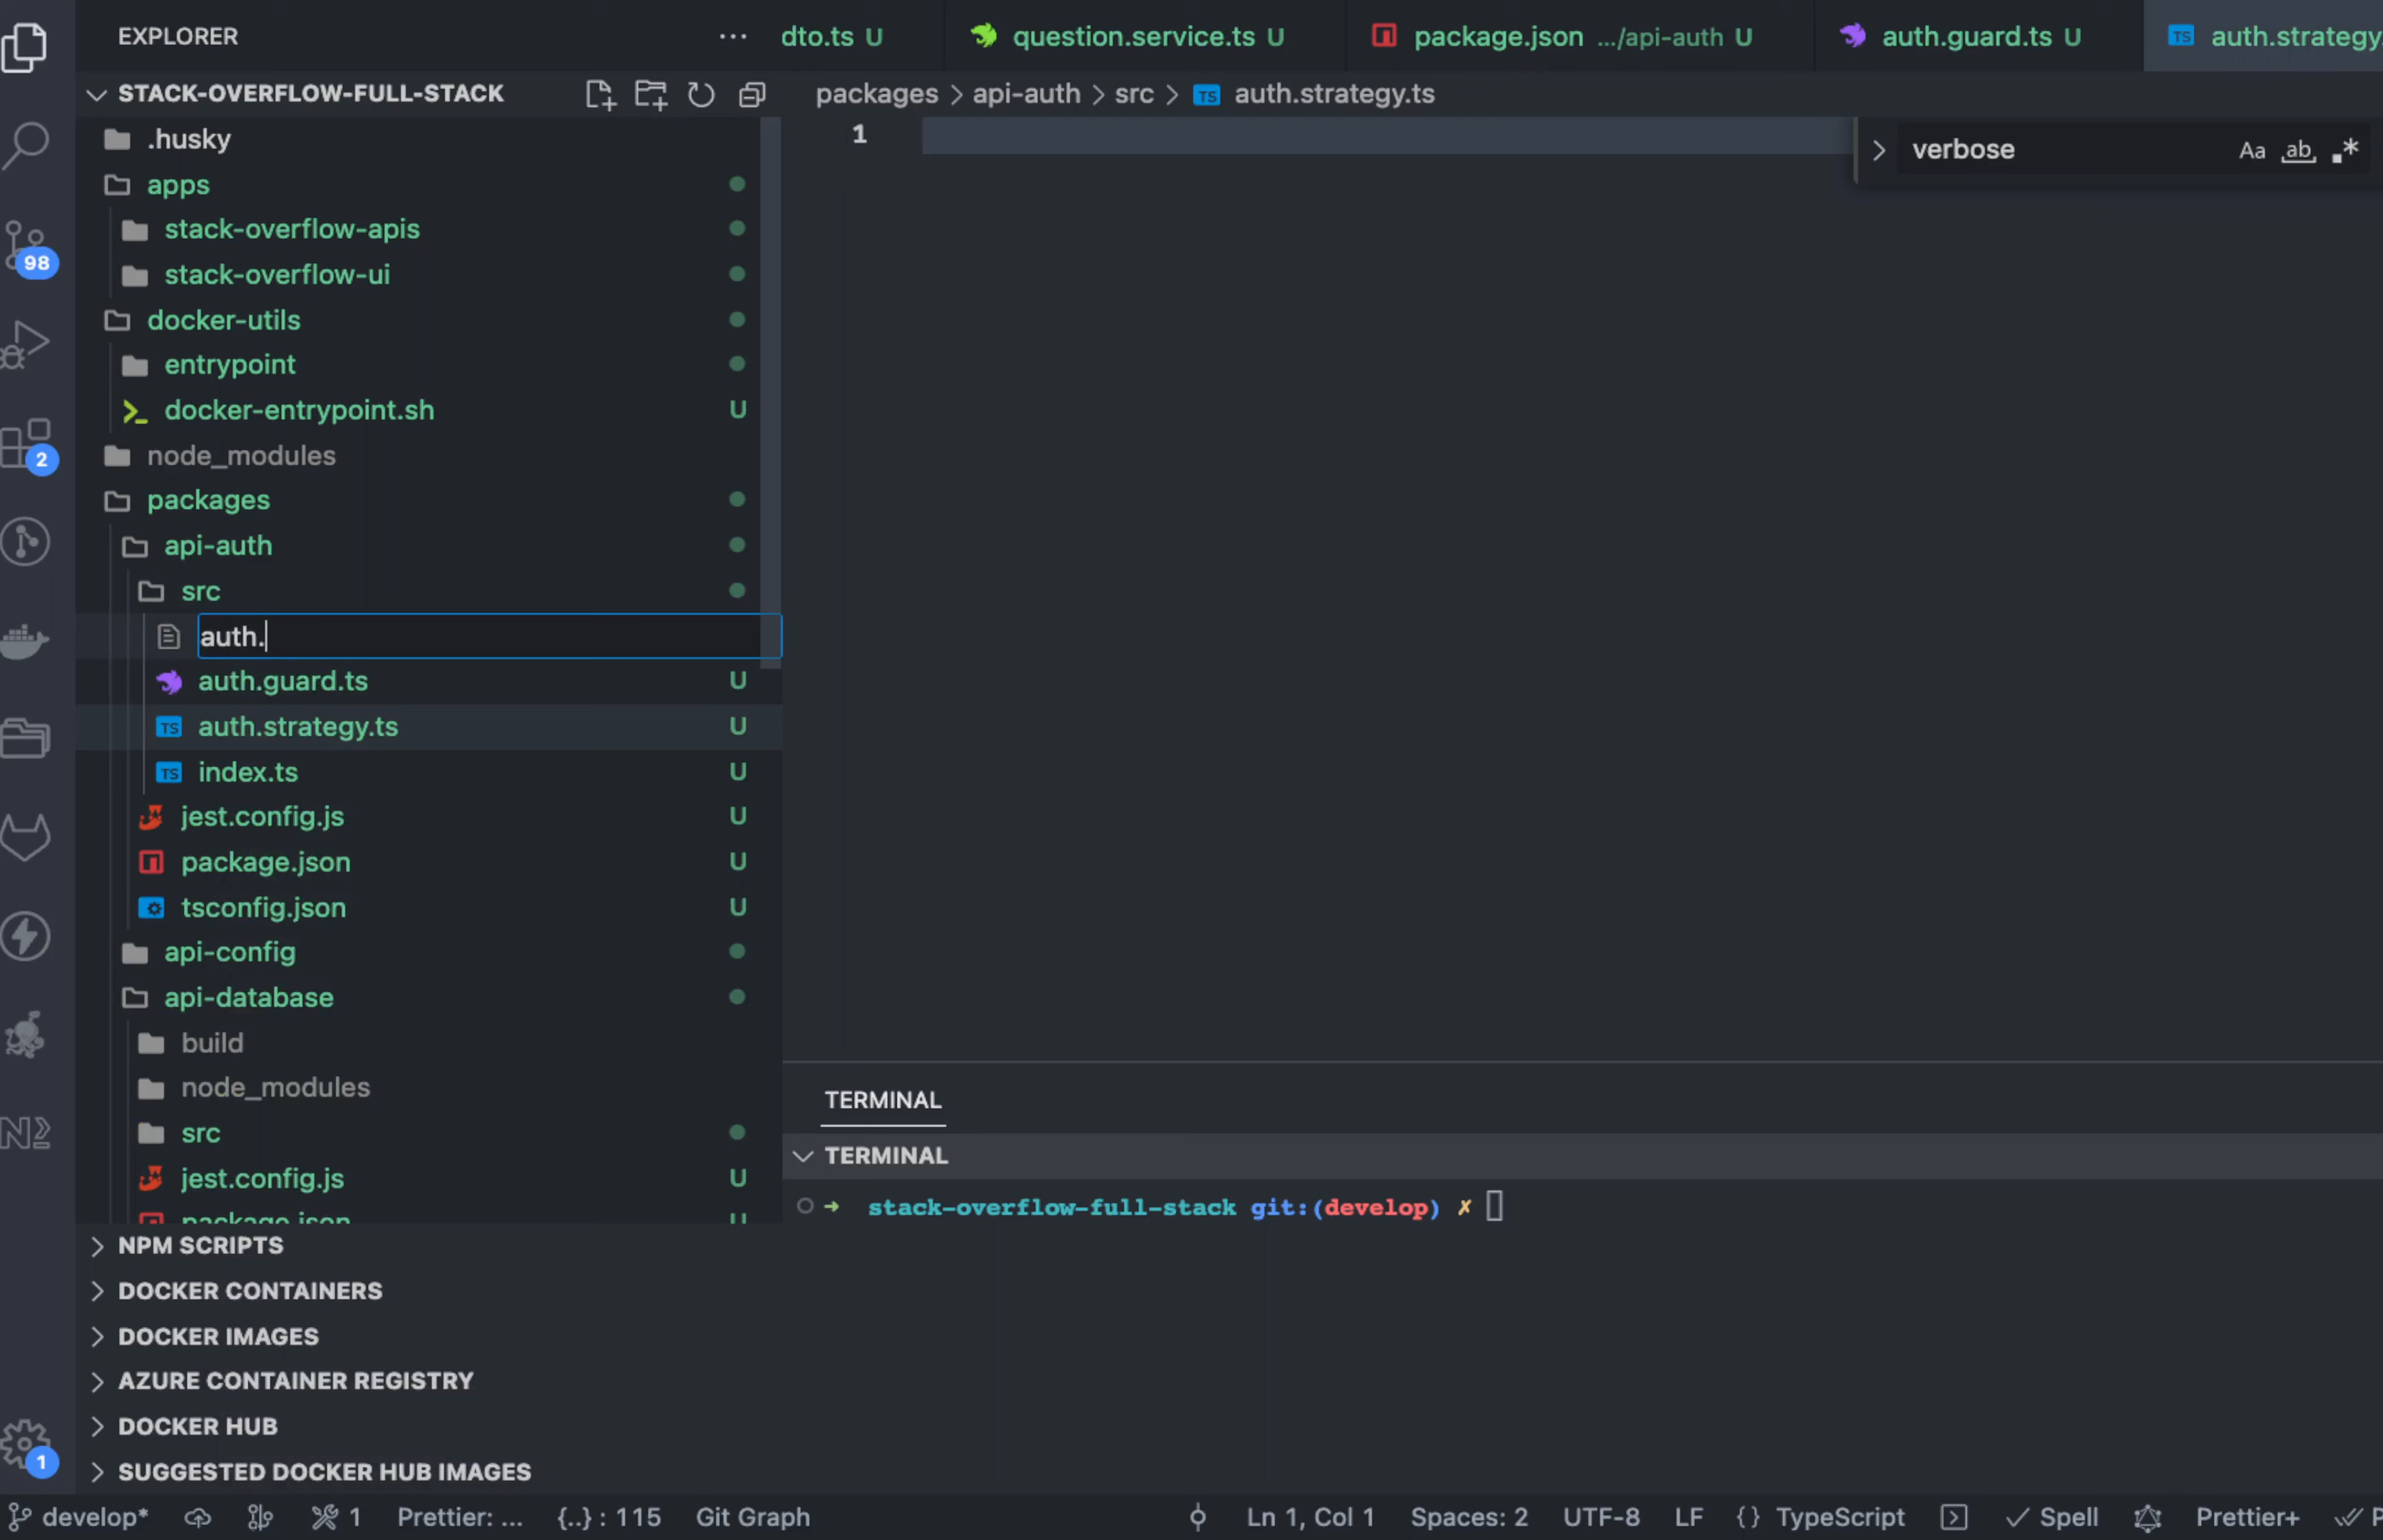 EXPLORER
STACK-OVERFLOW-FULL-STACK
.husky
apps
stack-overflow-apis
stack-overflow-ui
docker-utils
entrypoint
docker-entrypoint.sh U
node_modules
packages
api-auth
src
auth.
auth.guard.ts U
auth.strategy.ts U
index.ts U
jest.config.js U
package.json U
tsconfig.json U
api-config
api-database
build
node_modules
src
jest.config.js U
package.json U
NPM SCRIPTS
DOCKER CONTAINERS
DOCKER IMAGES
AZURE CONTAINER REGISTRY
DOCKER HUB
SUGGESTED DOCKER HUB IMAGES
98
2
1
dto.ts U question.service.ts U package.json .../api-auth U auth.guard.ts U TS auth.strategy.
packages > api-auth > src > TS auth.strategy.ts
1
verbose Aa ab .*
TERMINAL
TERMINAL
stack-overflow-full-stack git:(develop) ✗
develop* 1 Prettier: ... {..} : 115 Git Graph Ln 1, Col 1 Spaces: 2 UTF-8 LF {} TypeScript Spell Prettier+ P